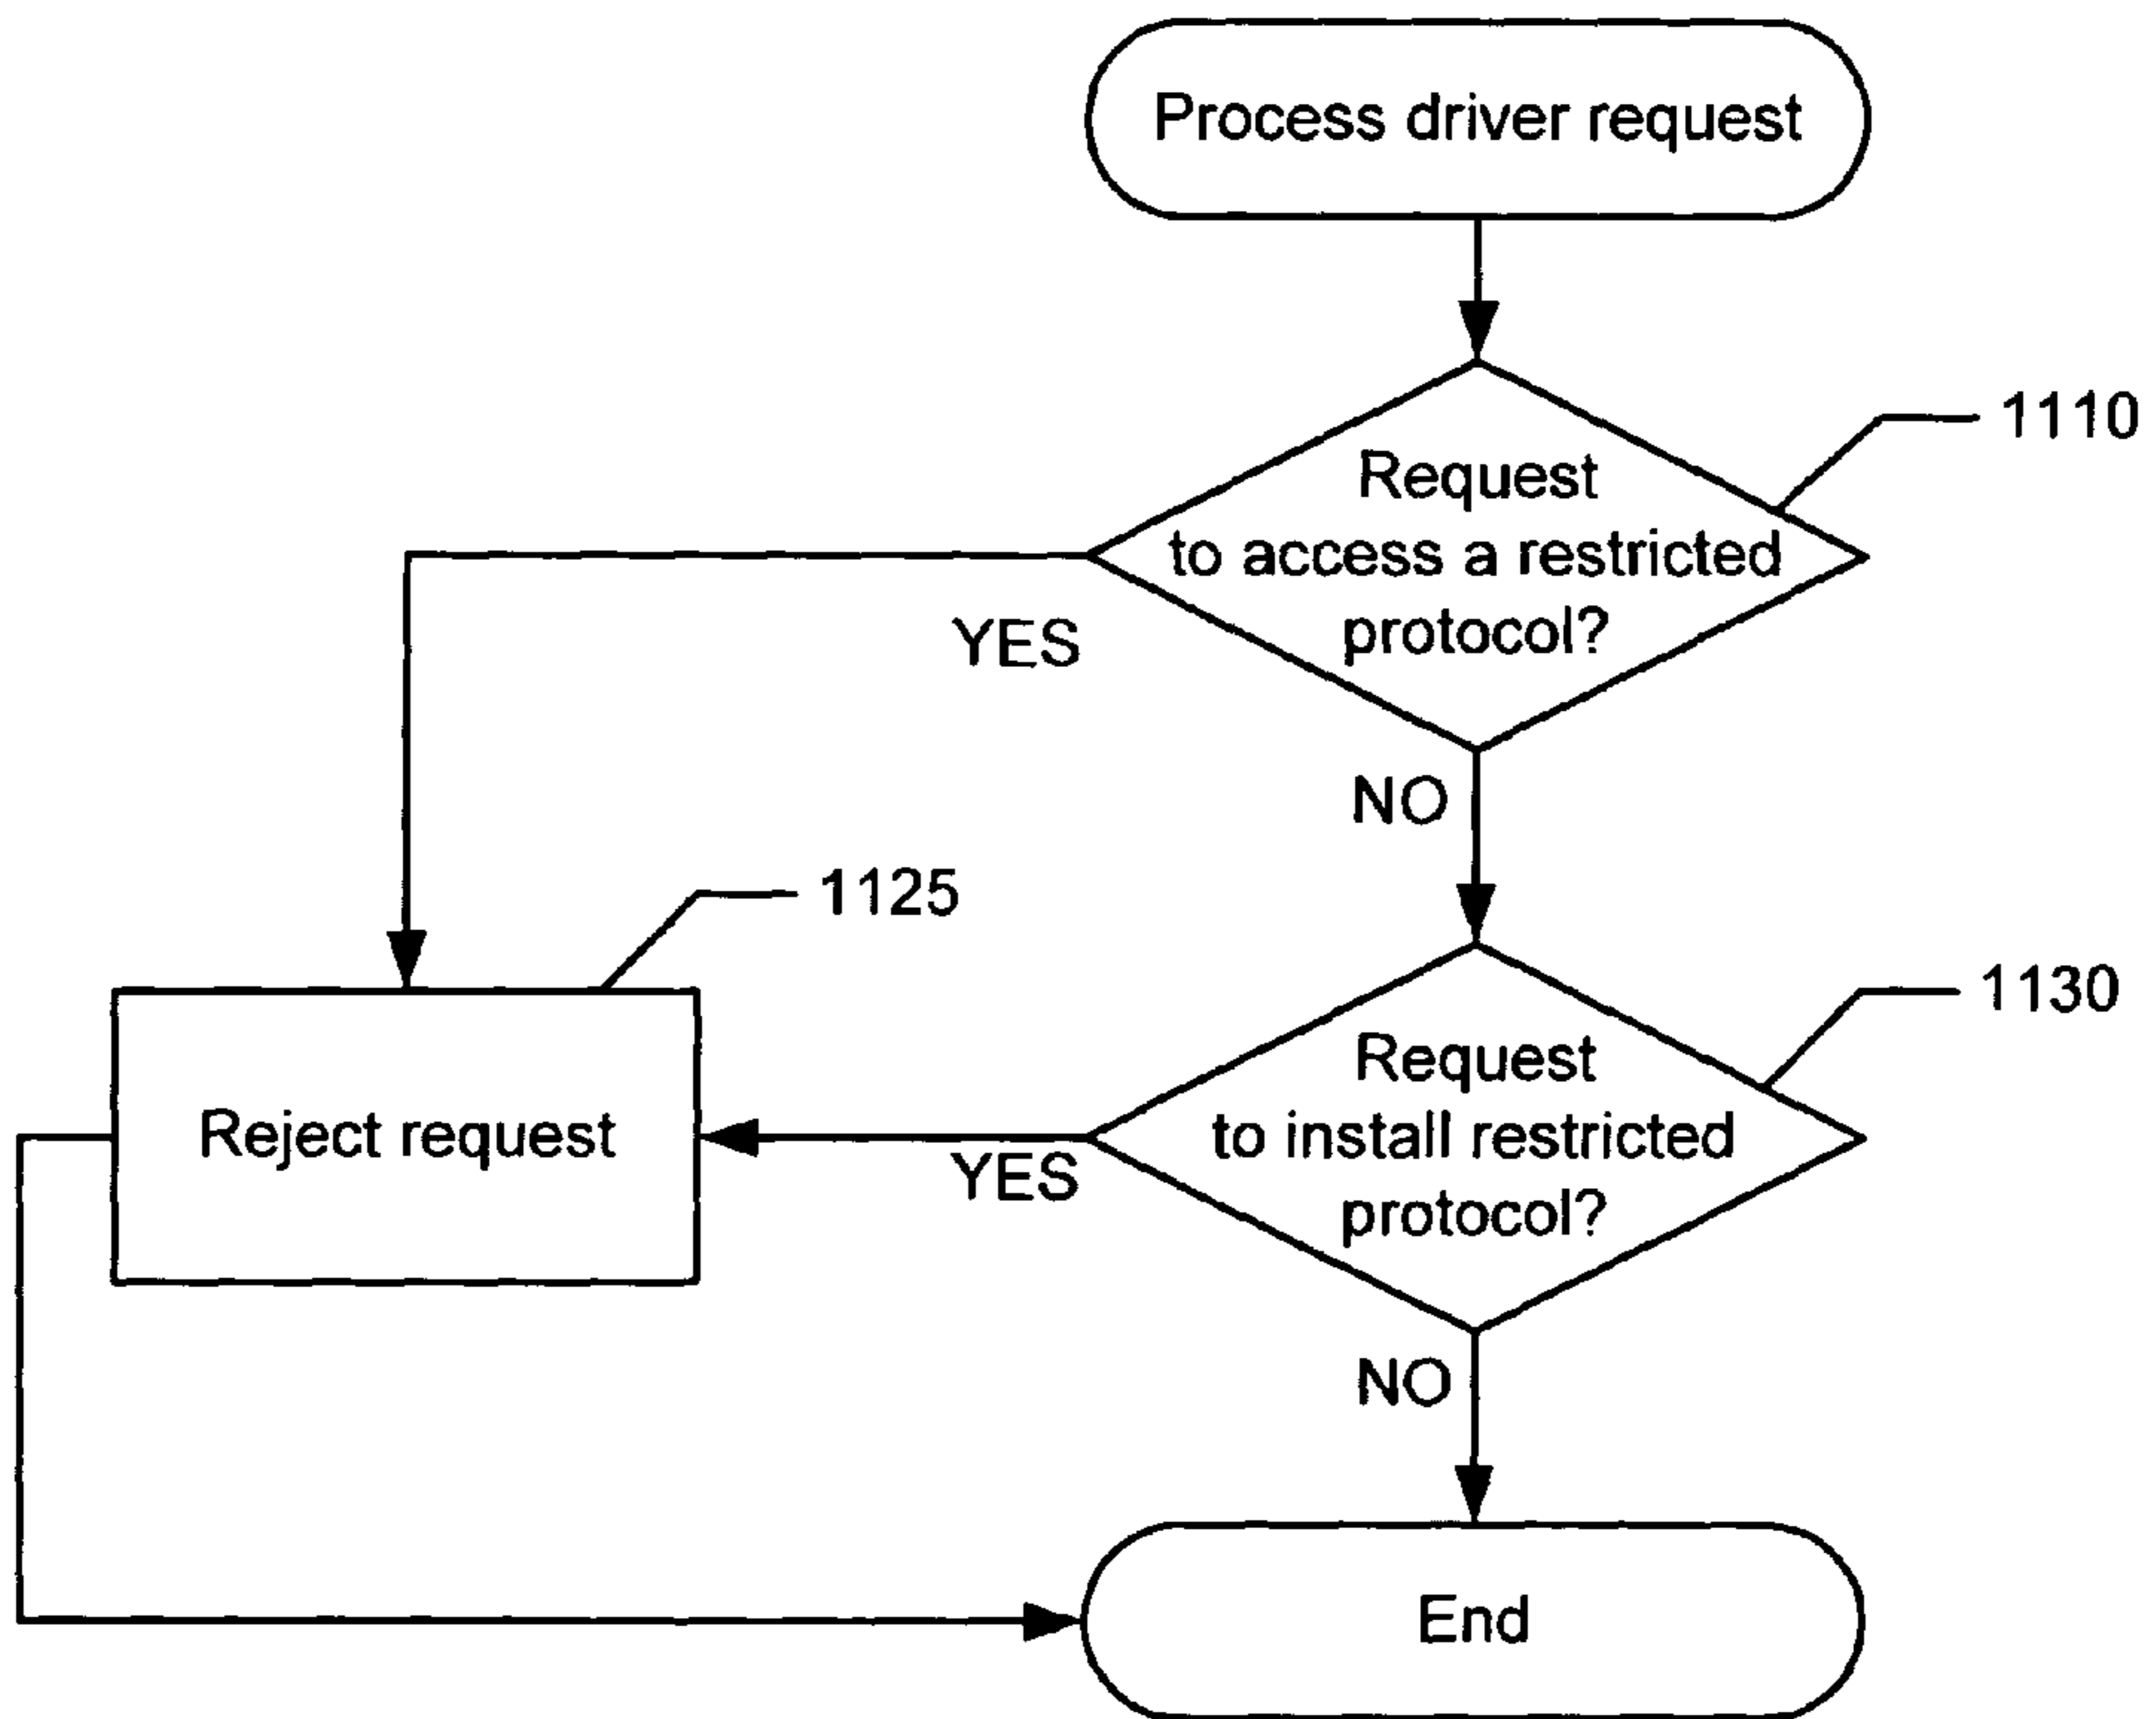 Process driver request
1110
Request
to access a restricted
protocol?
YES
NO
1125
1130
Reject request
Request
to install restricted
protocol?
YES
NO
End